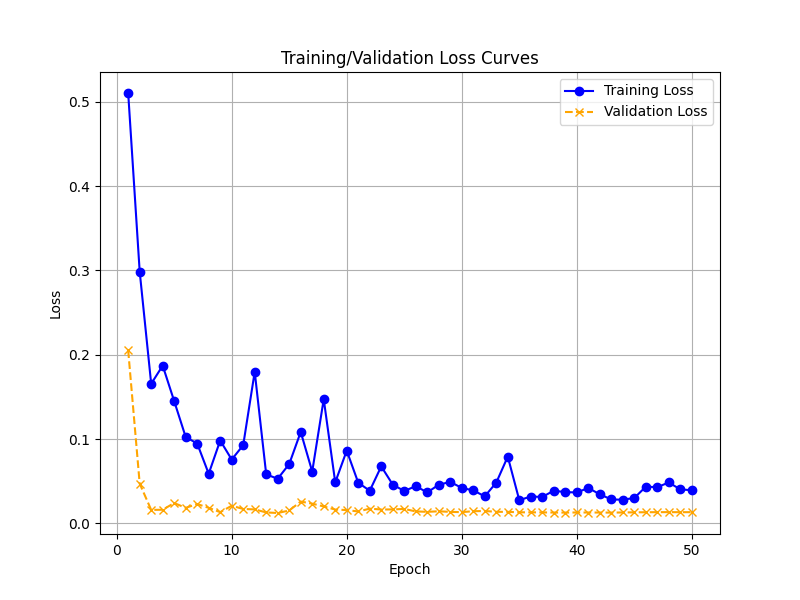 Training/Validation Loss Curves
Training Loss
Validation Loss
0.5
0.4
0.3
0.2
0.1
0.0
Loss
0 10 20 30 40 50
Epoch